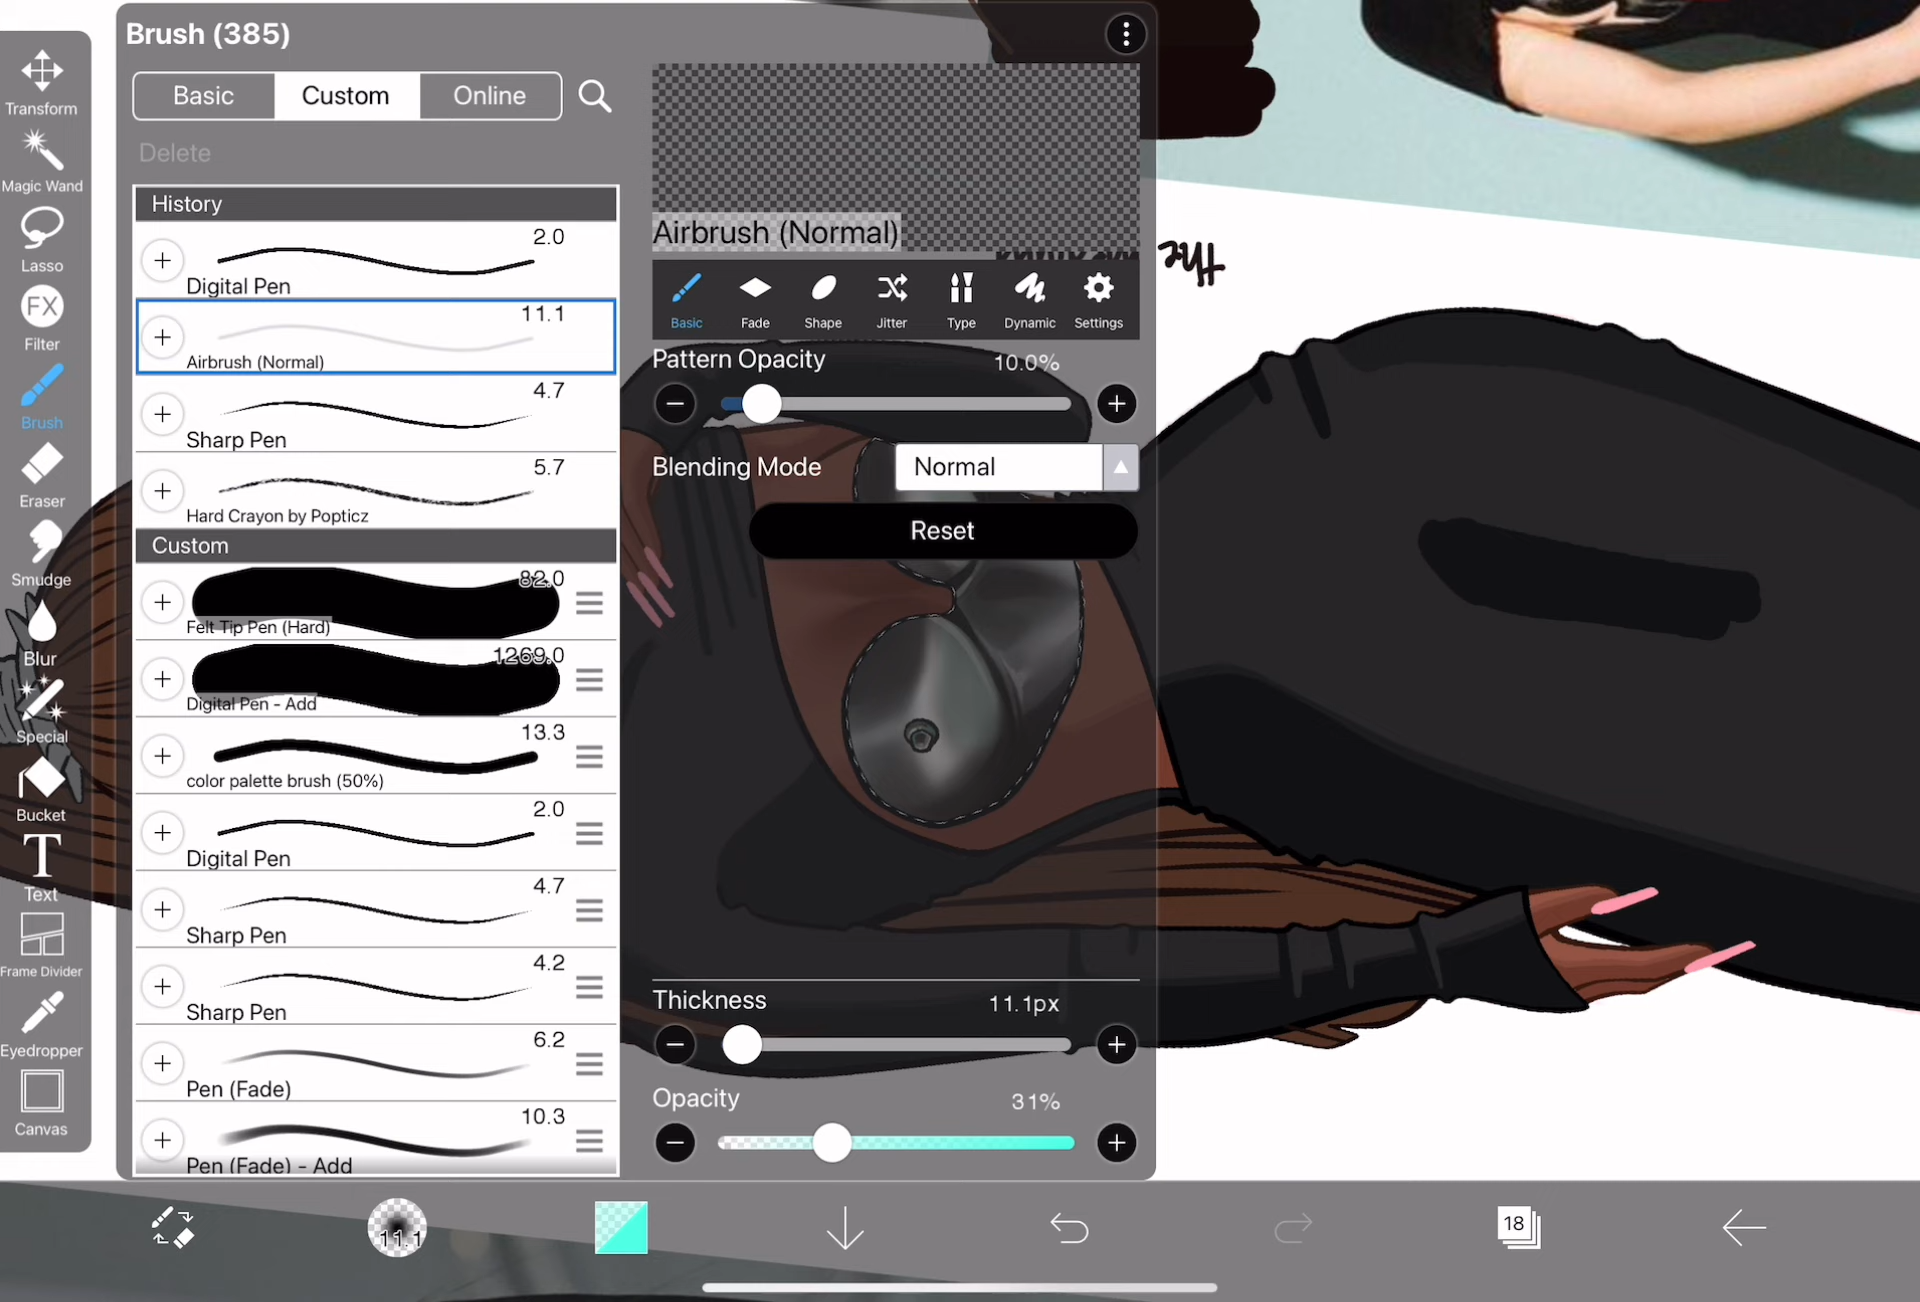 Brush (385)
Basic
Custom
Online
Delete
History
2.0
Digital Pen
11.1
Airbrush (Normal)
4.7
Sharp Pen
5.7
Hard Crayon by Popticz
Custom
82.0
Felt Tip Pen (Hard)
1269.0
Digital Pen - Add
13.3
color palette brush (50%)
2.0
Digital Pen
4.7
Sharp Pen
4.2
Sharp Pen
6.2
Pen (Fade)
10.3
Pen (Fade) - Add
Transform
Magic Wand
Lasso
FX
Filter
Brush
Eraser
Smudge
Blur
Special
Bucket
T
Text
Frame Divider
Eyedropper
Canvas
Airbrush (Normal)
Basic
Fade
Shape
Jitter
Type
Dynamic
Settings
Pattern Opacity
10.0%
Blending Mode
Normal
Reset
Thickness
11.1px
Opacity
31%
11.1
18